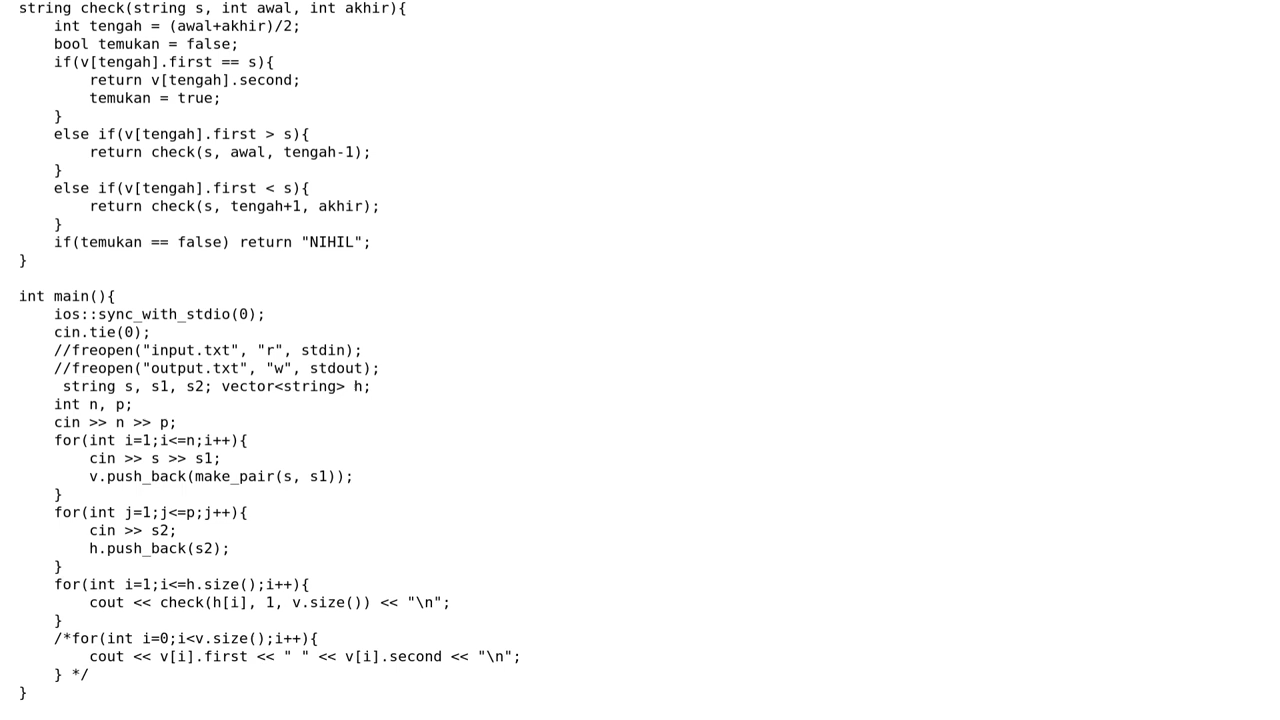 string check(string s, int awal, int akhir){
    int tengah = (awal+akhir)/2;
    bool temukan = false;
    if(v[tengah].first == s){
        return v[tengah].second;
        temukan = true;
    }
    else if(v[tengah].first > s){
        return check(s, awal, tengah-1);
    }
    else if(v[tengah].first < s){
        return check(s, tengah+1, akhir);
    }
    if(temukan == false) return "NIHIL";
}

int main(){
    ios::sync_with_stdio(0);
    cin.tie(0);
    //freopen("input.txt", "r", stdin);
    //freopen("output.txt", "w", stdout);
     string s, s1, s2; vector<string> h;
    int n, p;
    cin >> n >> p;
    for(int i=1;i<=n;i++){
        cin >> s >> s1;
        v.push_back(make_pair(s, s1));
    }
    for(int j=1;j<=p;j++){
        cin >> s2;
        h.push_back(s2);
    }
    for(int i=1;i<=h.size();i++){
        cout << check(h[i], 1, v.size()) << "\n";
    }
    /*for(int i=0;i<v.size();i++){
        cout << v[i].first << " " << v[i].second << "\n";
    } */
}